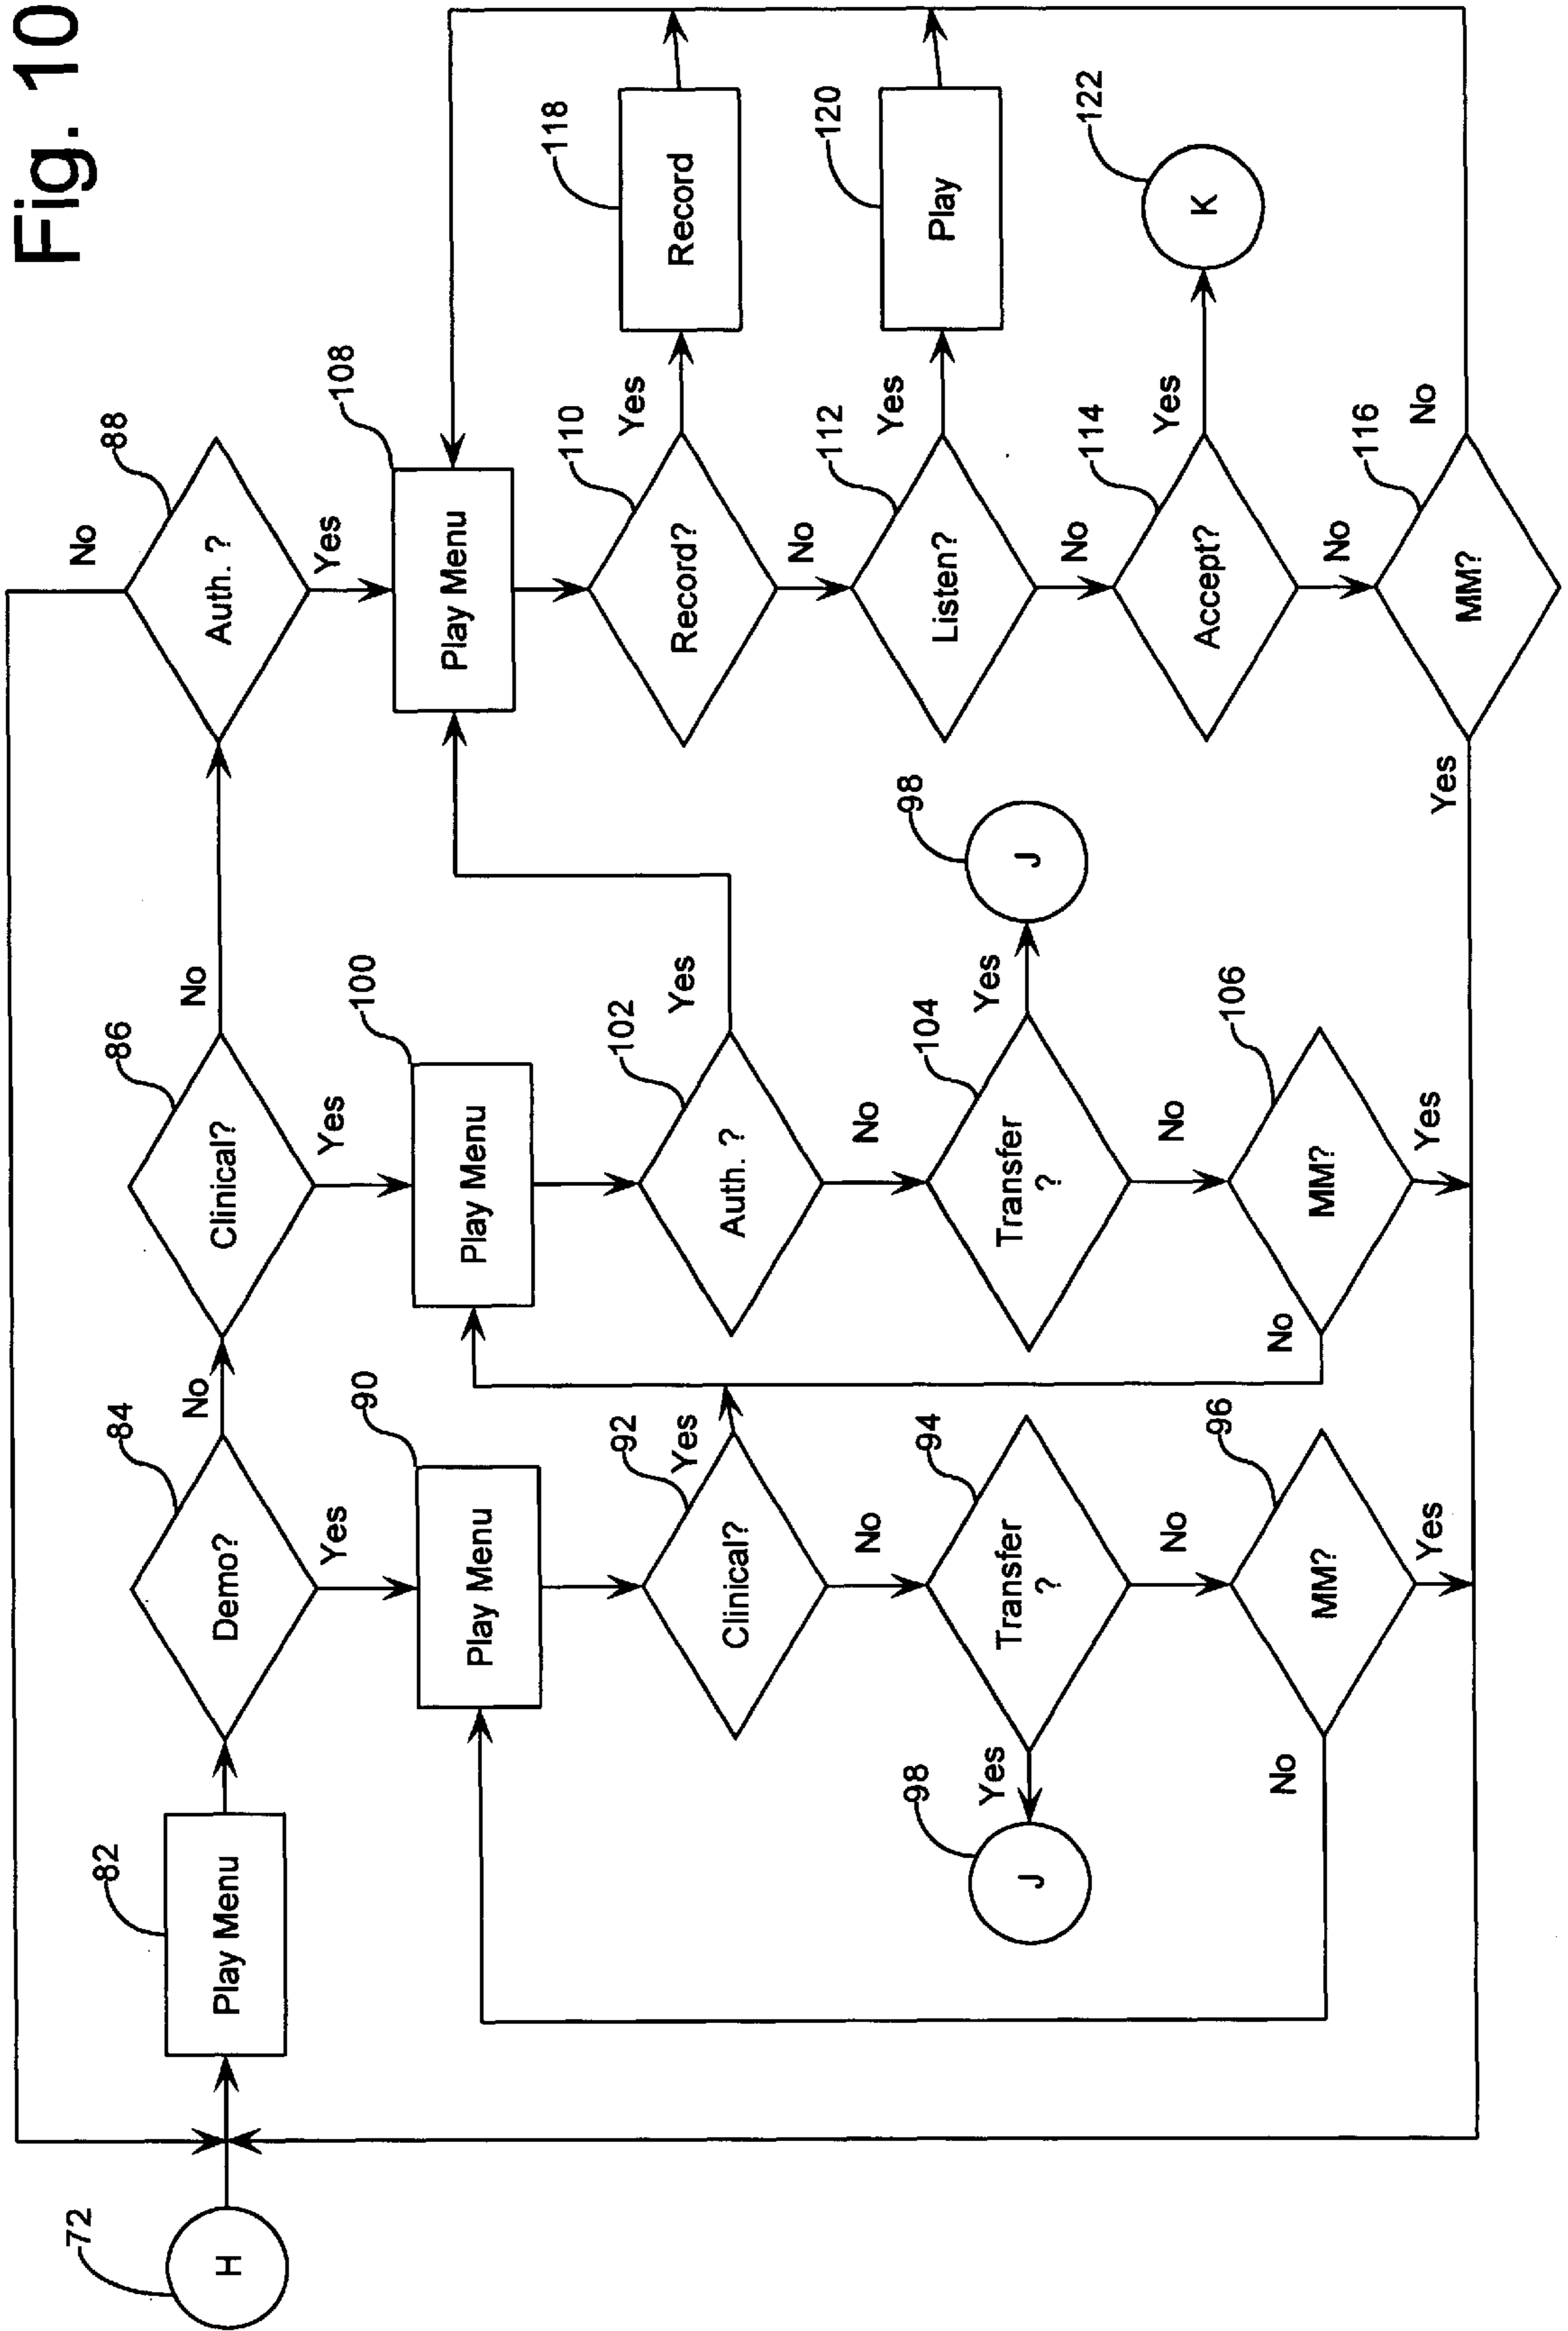 Fig. 10
72
H
82
Play Menu
84
Demo?
No
Yes
86
Clinical?
No
Yes
88
Auth. ?
No
Yes
90
Play Menu
92
Clinical?
Yes
No
94
Transfer
?
Yes
No
98
J
96
MM?
No
Yes
100
Play Menu
102
Auth. ?
Yes
No
104
Transfer
?
Yes
No
98
J
106
MM?
No
Yes
108
Play Menu
110
Record?
Yes
No
118
Record
112
Listen?
Yes
No
120
Play
114
Accept?
Yes
No
122
K
116
MM?
Yes
No